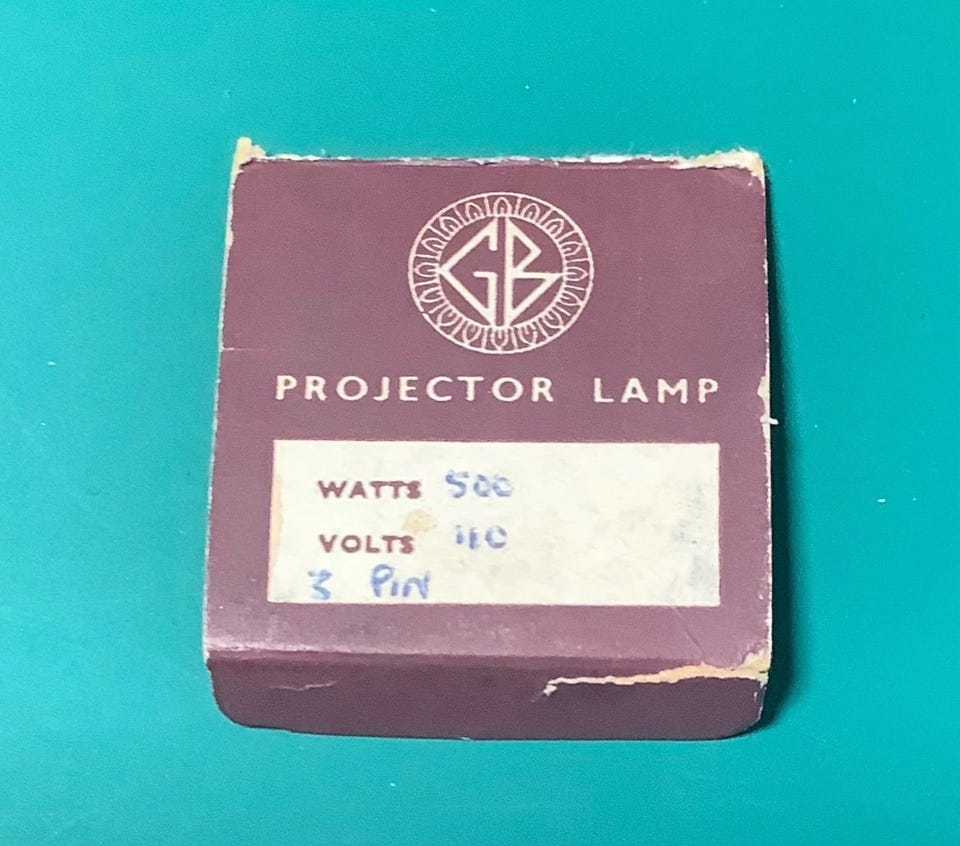 GB
PROJECTOR LAMP
WATTS 500
VOLTS 110
3 PIN